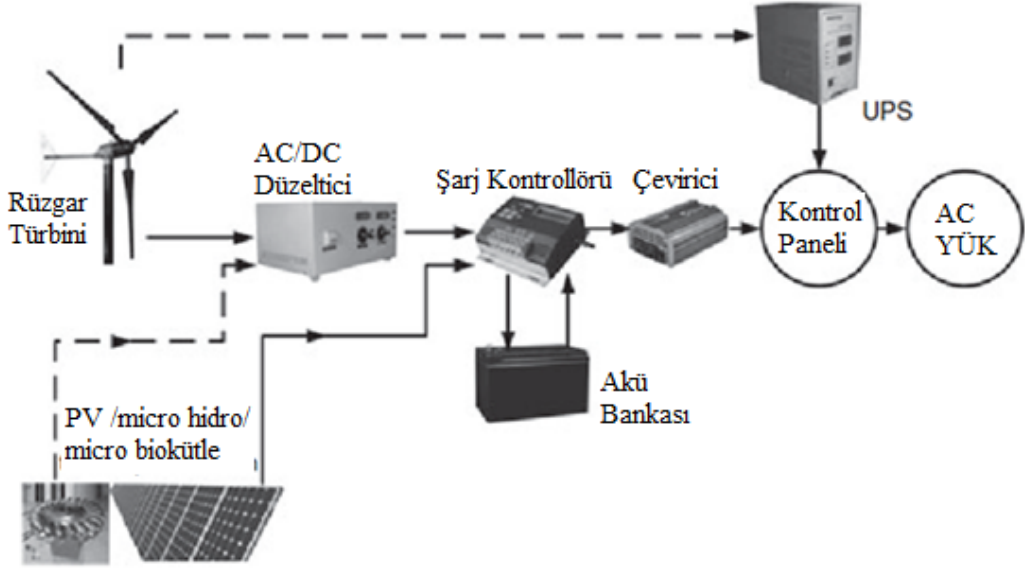 UPS
AC/DC
Düzeltici
Şarj Kontrollörü
Çevirici
Rüzgar
Türbini
Kontrol
Paneli
AC
YÜK
Akü
Bankası
PV /micro hidro/
micro biokütle